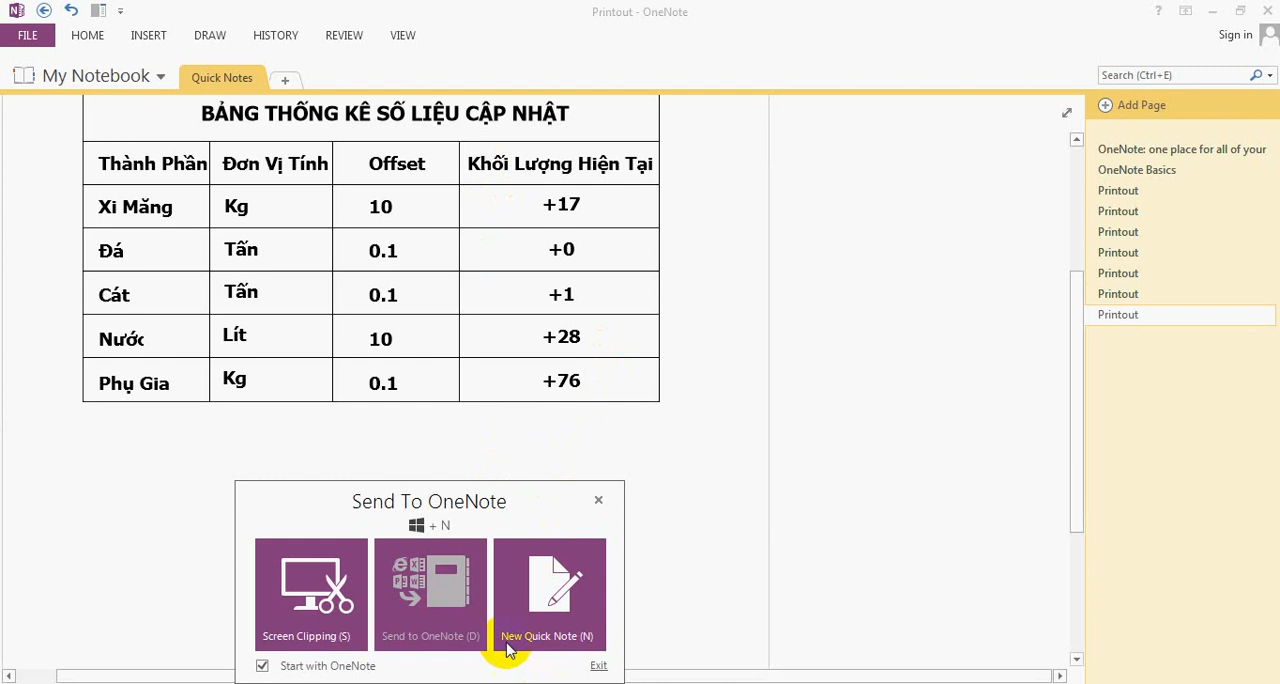 Printout - OneNote
?
FILE HOME INSERT DRAW HISTORY REVIEW VIEW
Sign in
My Notebook Quick Notes +
Search (Ctrl+E)
Add Page
OneNote: one place for all of your
OneNote Basics
Printout
Printout
Printout
Printout
Printout
Printout
Printout
BẢNG THỐNG KÊ SỐ LIỆU CẬP NHẬT
Thành Phần Đơn Vị Tính Offset Khối Lượng Hiện Tại
Xi Măng Kg 10 +17
Đá Tấn 0.1 +0
Cát Tấn 0.1 +1
Nước Lít 10 +28
Phụ Gia Kg 0.1 +76
Send To OneNote
+ N
Screen Clipping (S) Send to OneNote (D) New Quick Note (N)
Start with OneNote Exit